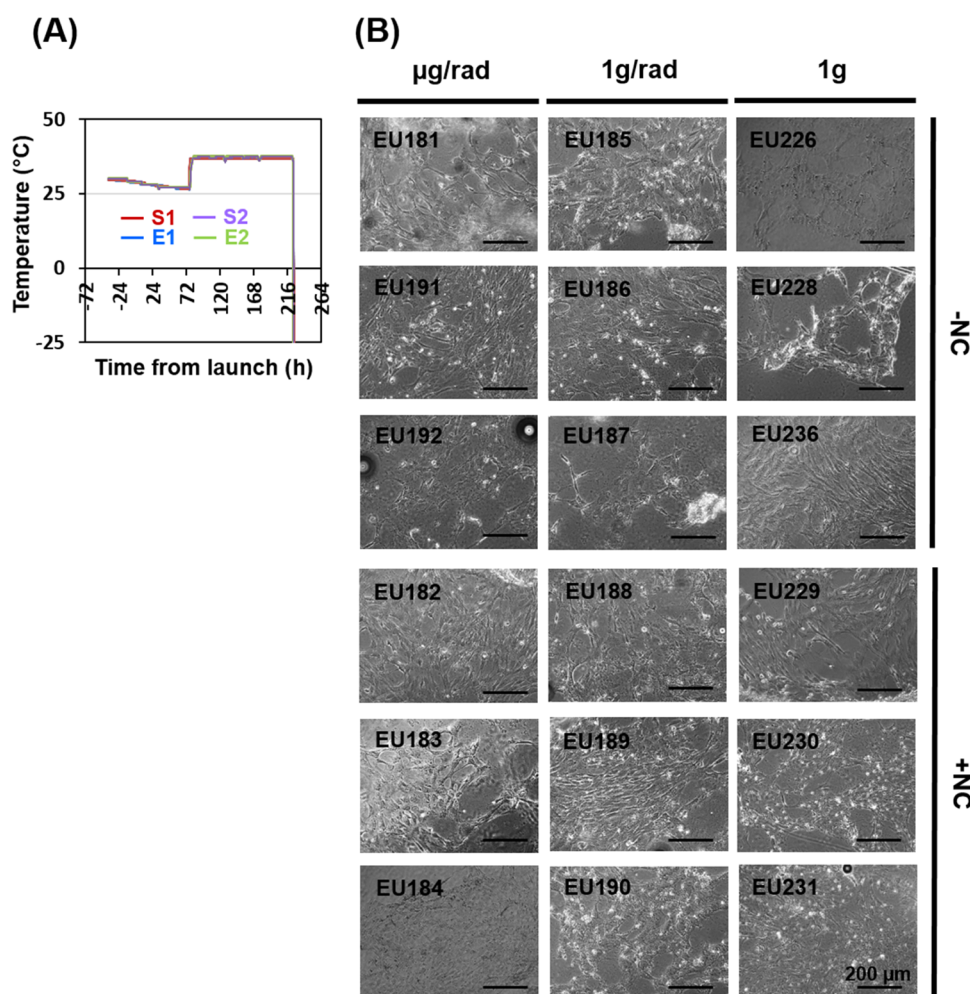 (A)
(B)
µg/rad 1g/rad 1g
50
25
0
-25
Temperature (°C)
S1 S2
E1 E2
-72 -24 24 72 120 168 216 264
Time from launch (h)
EU181 EU185 EU226
EU191 EU186 EU228
EU192 EU187 EU236
-NC
EU182 EU188 EU229
EU183 EU189 EU230
EU184 EU190 EU231
200 µm
+NC